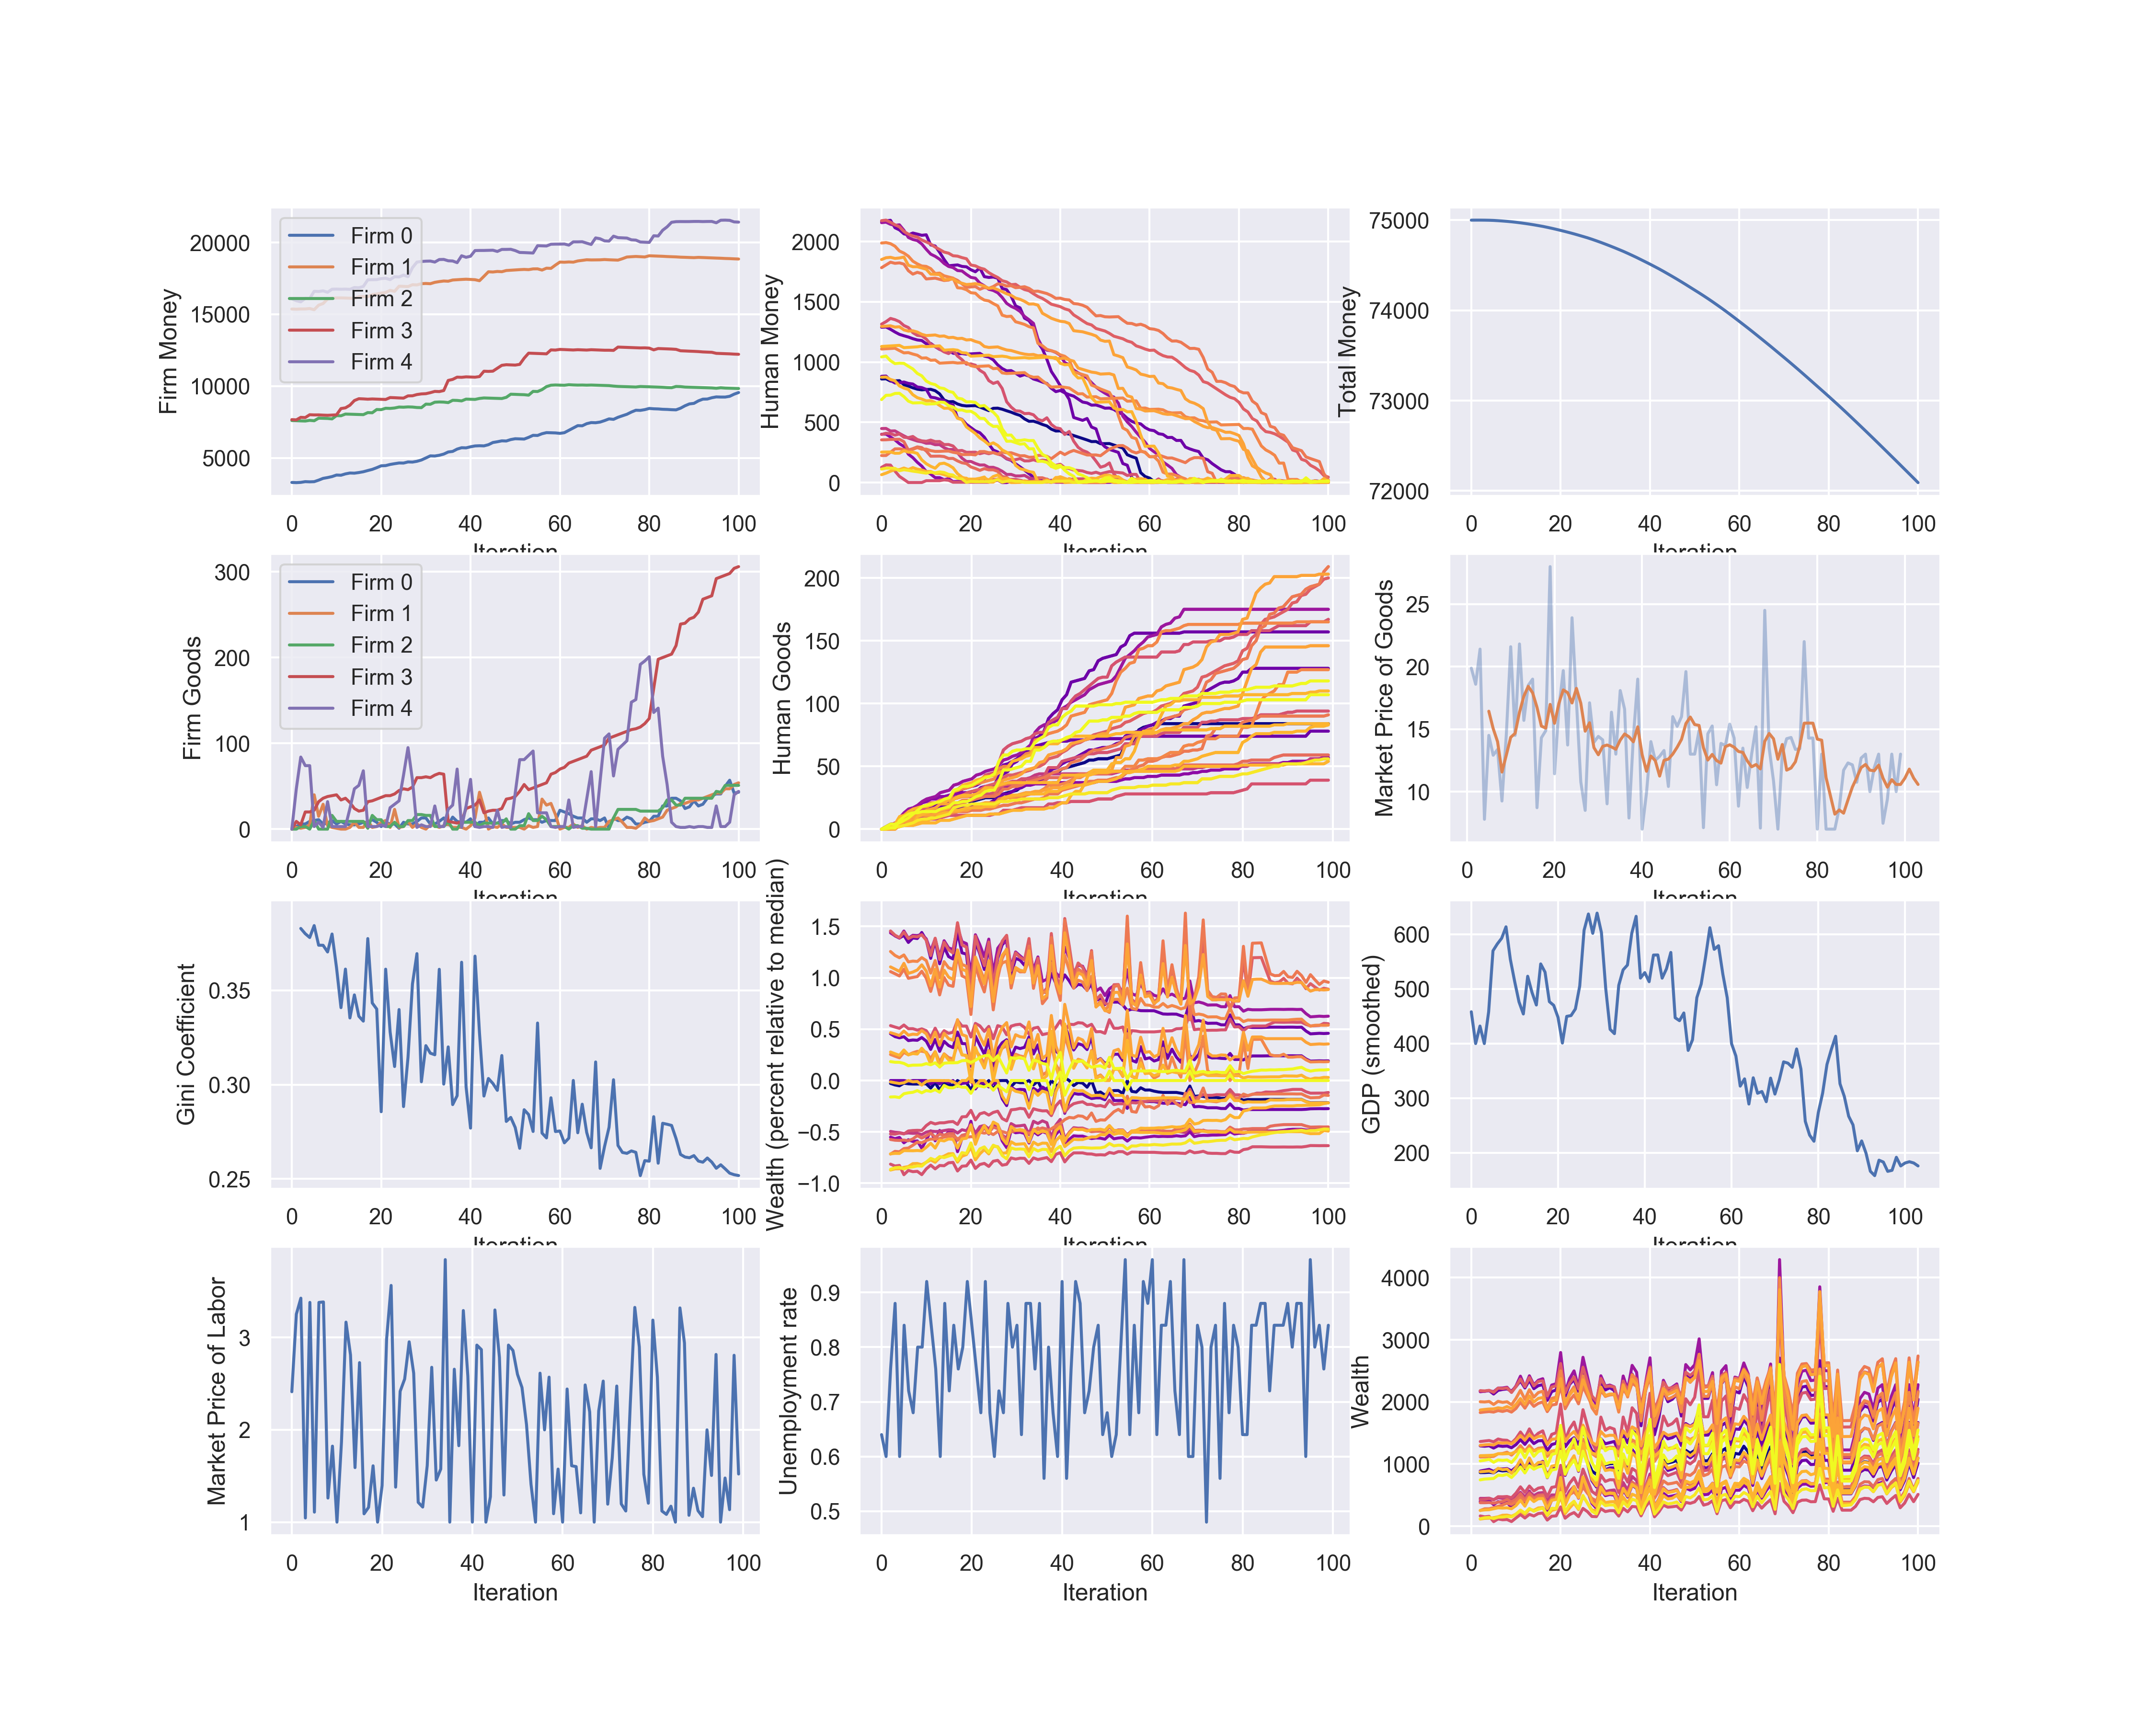 Firm Money
20000
15000
10000
5000
Firm 0
Firm 1
Firm 2
Firm 3
Firm 4
0 20 40 60 80 100
Iteration
Human Money
2000
1500
1000
500
0
0 20 40 60 80 100
Iteration
Total Money
75000
74000
73000
72000
0 20 40 60 80 100
Iteration
Firm Goods
300
200
100
0
Firm 0
Firm 1
Firm 2
Firm 3
Firm 4
0 20 40 60 80 100
Iteration
Human Goods
200
150
100
50
0
0 20 40 60 80 100
Iteration
Market Price of Goods
25
20
15
10
0 20 40 60 80 100
Iteration
Gini Coefficient
0.35
0.30
0.25
0 20 40 60 80 100
Iteration
Wealth (percent relative to median)
1.5
1.0
0.5
0.0
−0.5
−1.0
0 20 40 60 80 100
Iteration
GDP (smoothed)
600
500
400
300
200
0 20 40 60 80 100
Iteration
Market Price of Labor
3
2
1
0 20 40 60 80 100
Iteration
Unemployment rate
0.9
0.8
0.7
0.6
0.5
0 20 40 60 80 100
Iteration
Wealth
4000
3000
2000
1000
0
0 20 40 60 80 100
Iteration